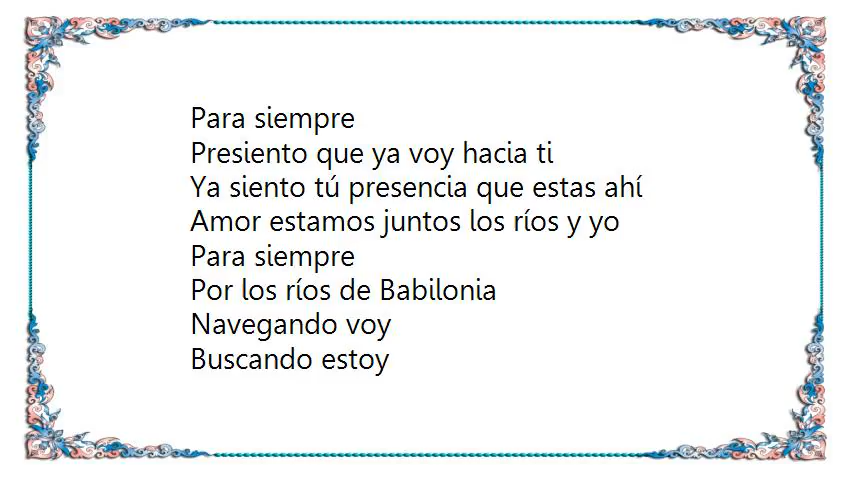 Para siempre
Presiento que ya voy hacia ti
Ya siento tú presencia que estas ahí
Amor estamos juntos los ríos y yo
Para siempre
Por los ríos de Babilonia
Navegando voy
Buscando estoy